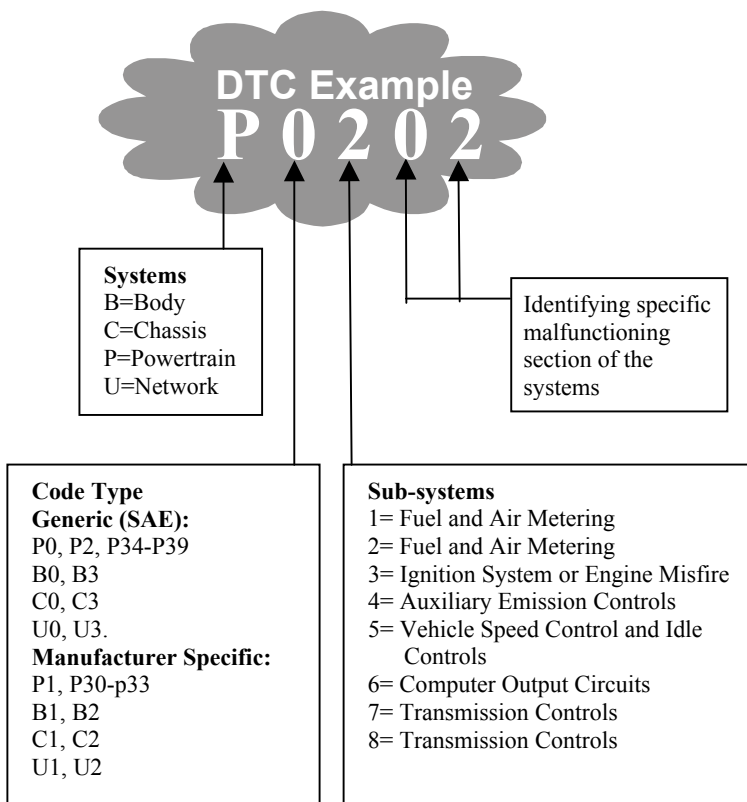 DTC Example
P 0 2 0 2
Systems
B=Body
C=Chassis
P=Powertrain
U=Network
Identifying specific
malfunctioning
section of the
systems
Code Type
Generic (SAE):
P0, P2, P34-P39
B0, B3
C0, C3
U0, U3.
Manufacturer Specific:
P1, P30-p33
B1, B2
C1, C2
U1, U2
Sub-systems
1= Fuel and Air Metering
2= Fuel and Air Metering
3= Ignition System or Engine Misfire
4= Auxiliary Emission Controls
5= Vehicle Speed Control and Idle
Controls
6= Computer Output Circuits
7= Transmission Controls
8= Transmission Controls